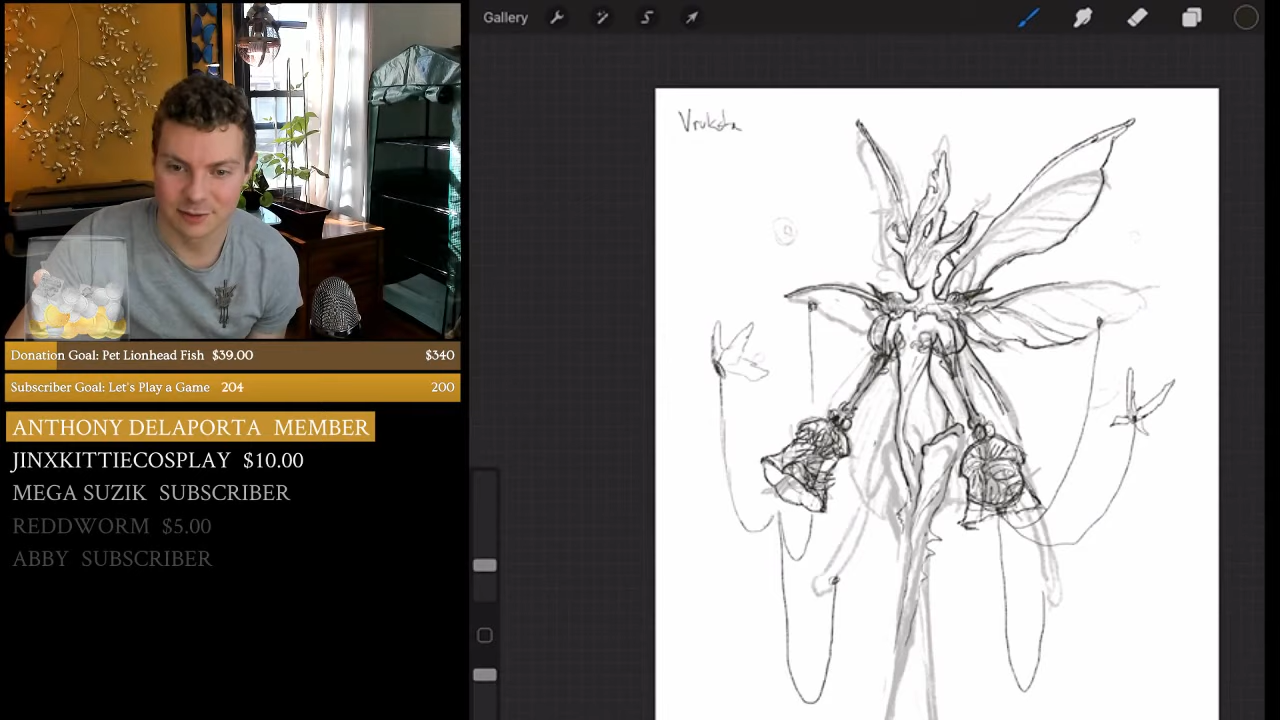 Gallery
Vruksta
Donation Goal: Pet Lionhead Fish $39.00 $340
Subscriber Goal: Let's Play a Game 204 200
ANTHONY DELAPORTA MEMBER
JINXKITTIECOSPLAY $10.00
MEGA SUZIK SUBSCRIBER
REDDWORM $5.00
ABBY SUBSCRIBER